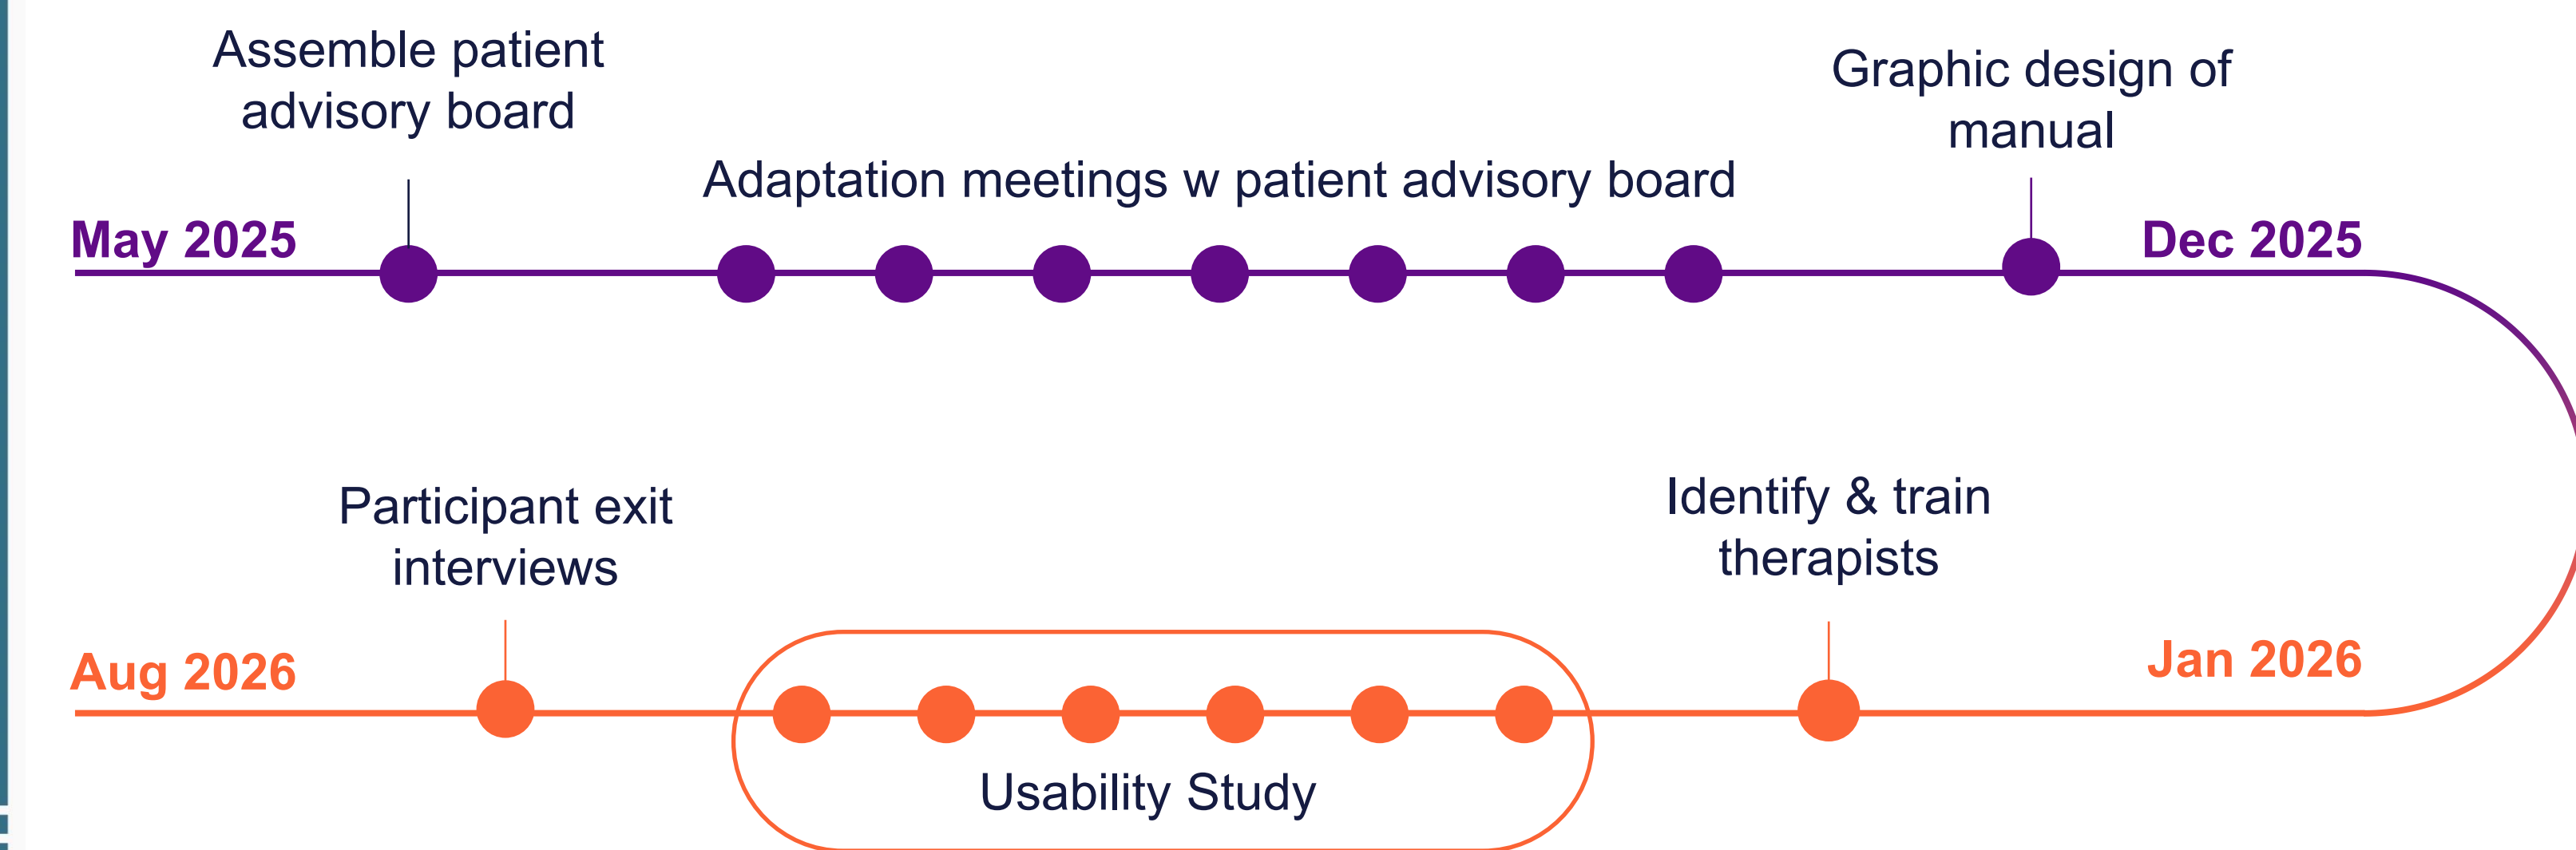 Assemble patient
advisory board
Graphic design of
manual
Adaptation meetings w patient advisory board
May 2025
Dec 2025
Participant exit
interviews
Identify & train
therapists
Aug 2026
Jan 2026
Usability Study